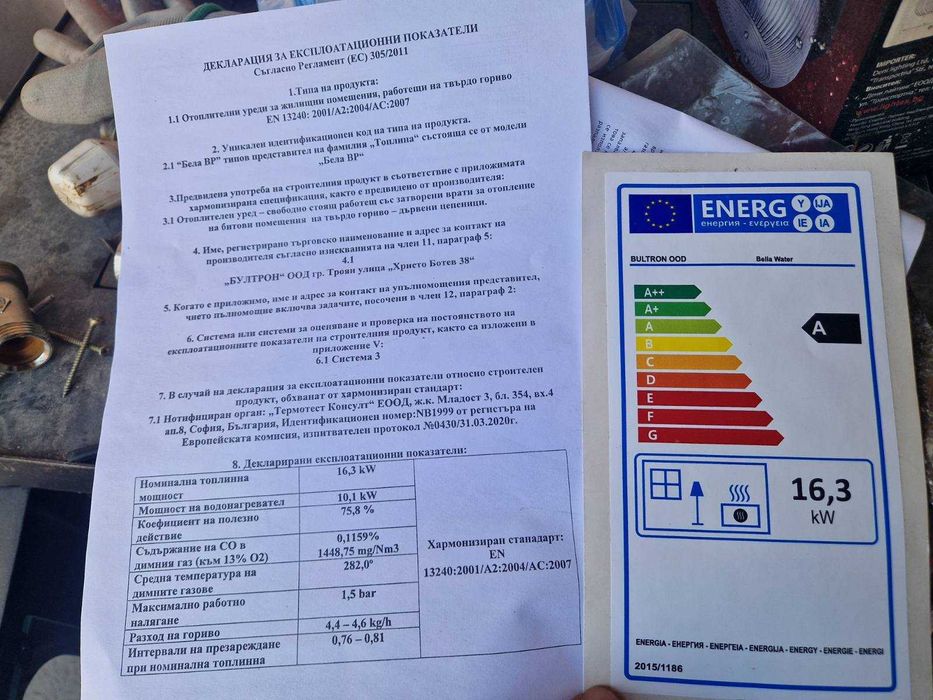 ДЕКЛАРАЦИЯ ЗА ЕКСПЛОАТАЦИОННИ ПОКАЗАТЕЛИ
Съгласно Регламент (ЕС) 305/2011
1.Типа на продукта:
1.1 Отоплителни уреди за жилищни помещения, работещи на твърдо гориво
EN 13240: 2001/A2:2004/AC:2007
2. Уникален идентификационен код на типа на продукта.
2.1 “Бела ВР” типов представител на фамилия „Топлина“ състояща се от модели
„Бела ВР“
3.Предвидена употреба на строителния продукт в съответствие с приложимата
хармонизирана спецификация, както е предвидено от производителя:
3.1 Отоплителен уред – свободно стоящ работещ със затворени врати за отопление
на битови помещения на твърдо гориво – дървени цепеници.
4. Име, регистрирано търговско наименование и адрес за контакт на
производителя съгласно изискванията на член 11, параграф 5:
4.1
„БУЛТРОН“ ООД гр. Троян улица „Христо Ботев 38“
5. Когато е приложимо, име и адрес за контакт на упълномощения представител,
чието пълномощие включва задачите, посочени в член 12, параграф 2:
6. Система или системи за оценяване и проверка на постоянството на
експлоатационните показатели на строителния продукт, както са изложени в
приложение V:
6.1 Система 3
7. В случай на декларация за експлоатационни показатели относно строителен
продукт, обхванат от хармонизиран стандарт:
7.1 Нотифициран орган: „Термотест Консулт“ ЕООД, ж.к. Младост 3, бл. 354, вх.4
ап.8, София, България, Идентификационен номер:NB1999 от регистъра на
Европейската комисия, изпитвателен протокол №0430/31.03.2020г.
8. Декларирани експлоатационни показатели:
Номинална топлинна мощност 16,3 kW
Мощност на водонагревател 10,1 kW
Коефициент на полезно действие 75,8 %
Съдържание на СО в димния газ (към 13% O2) 0,1159% 1448,75 mg/Nm3
Средна температура на димните газове 282,0°
Максимално работно налягане 1,5 bar
Разход на гориво 4,4 – 4,6 kg/h
Интервали на презареждане при номинална топлинна 0,76 – 0,81
Хармонизиран станадарт:
EN
13240:2001/A2:2004/AC:2007
ENERG
енергия · ενεργεια
Y IJA
IE IA
BULTRON OOD Bella Water
A++
A+
A
B
C
D
E
F
G
A
16,3
kW
ENERGIA - ЕНЕРГИЯ - ΕΝΕΡΓΕΙΑ - ENERGIJA - ENERGY - ENERGIE - ENERGI
2015/1186
IMPORTER:
Deni lighting Ltd.